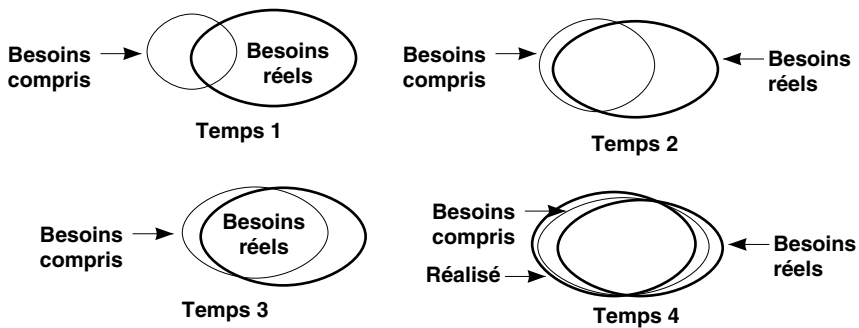 Besoins
compris
Besoins
réels
Temps 1
Besoins
compris
Besoins
réels
Temps 2
Besoins
compris
Besoins
réels
Temps 3
Besoins
compris
Réalisé
Besoins
réels
Temps 4